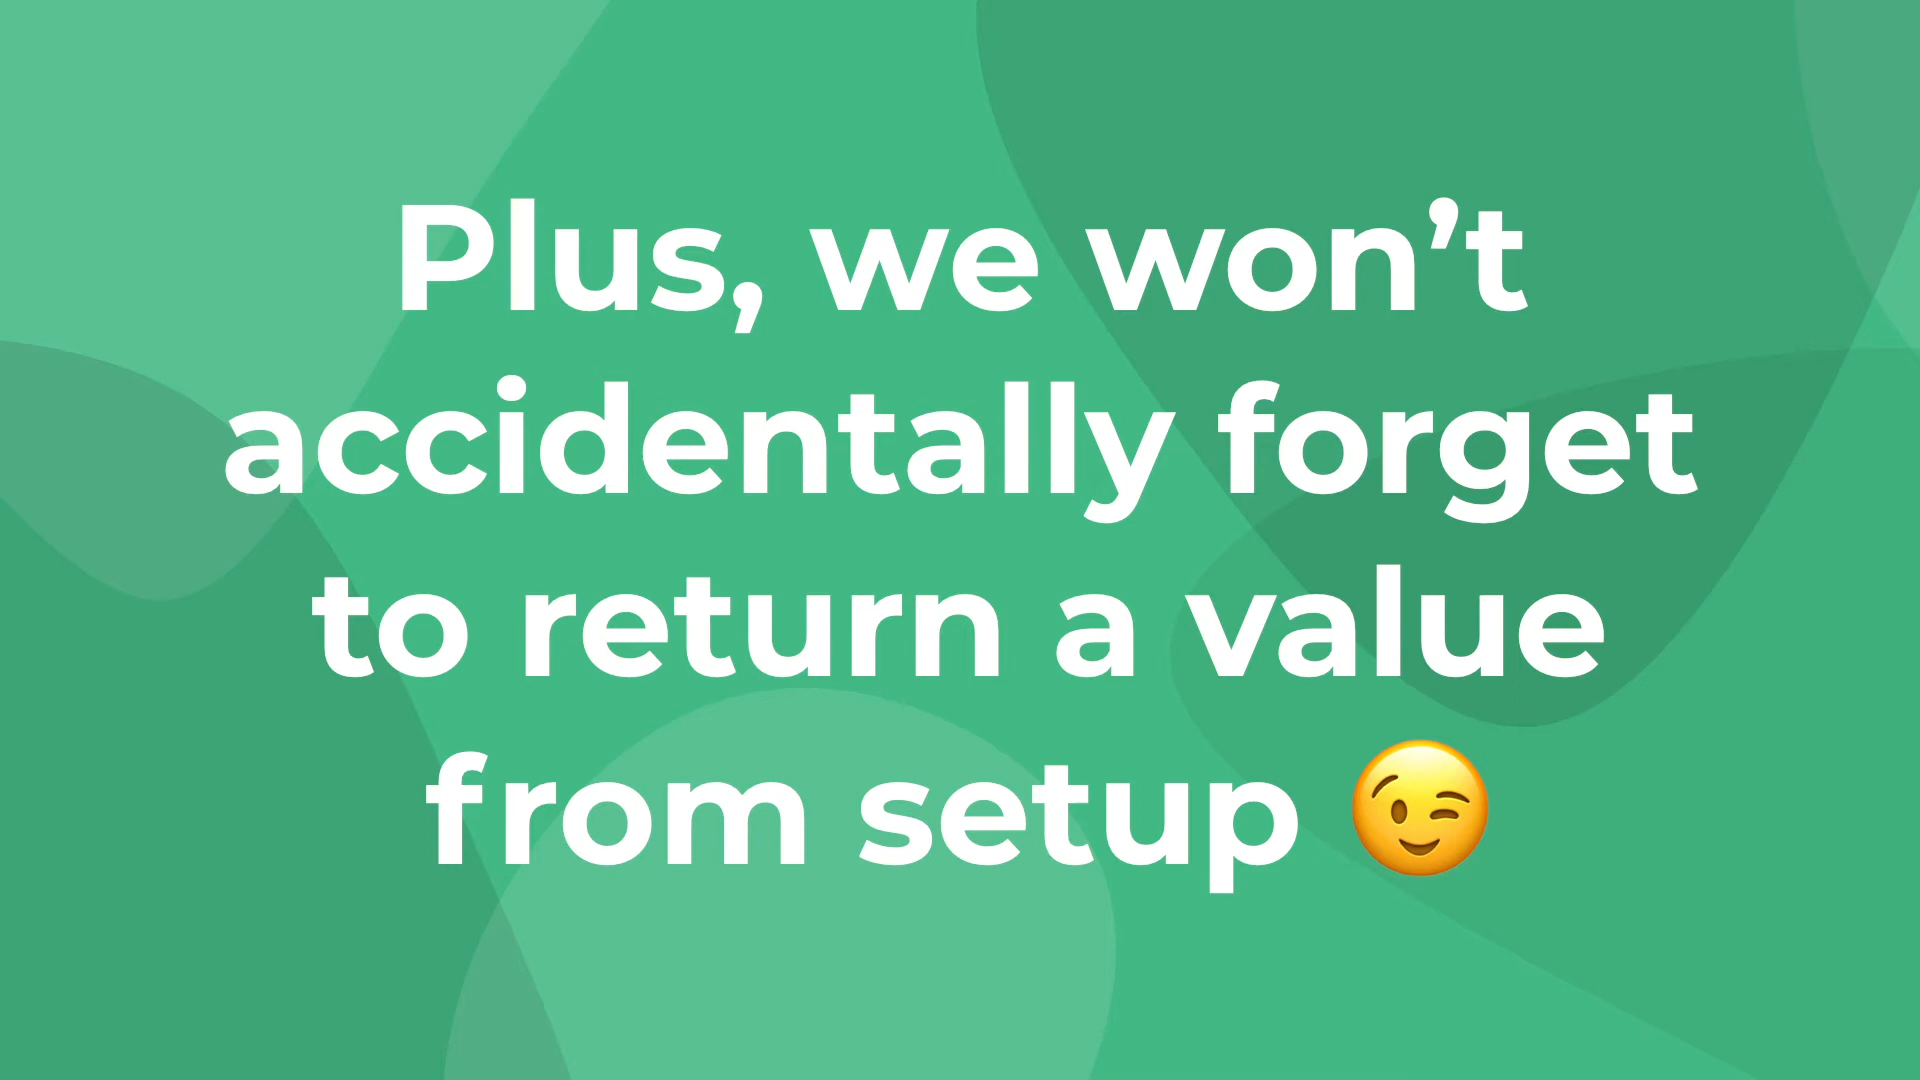 Plus, we won’t
accidentally forget
to return a value
from setup 😉